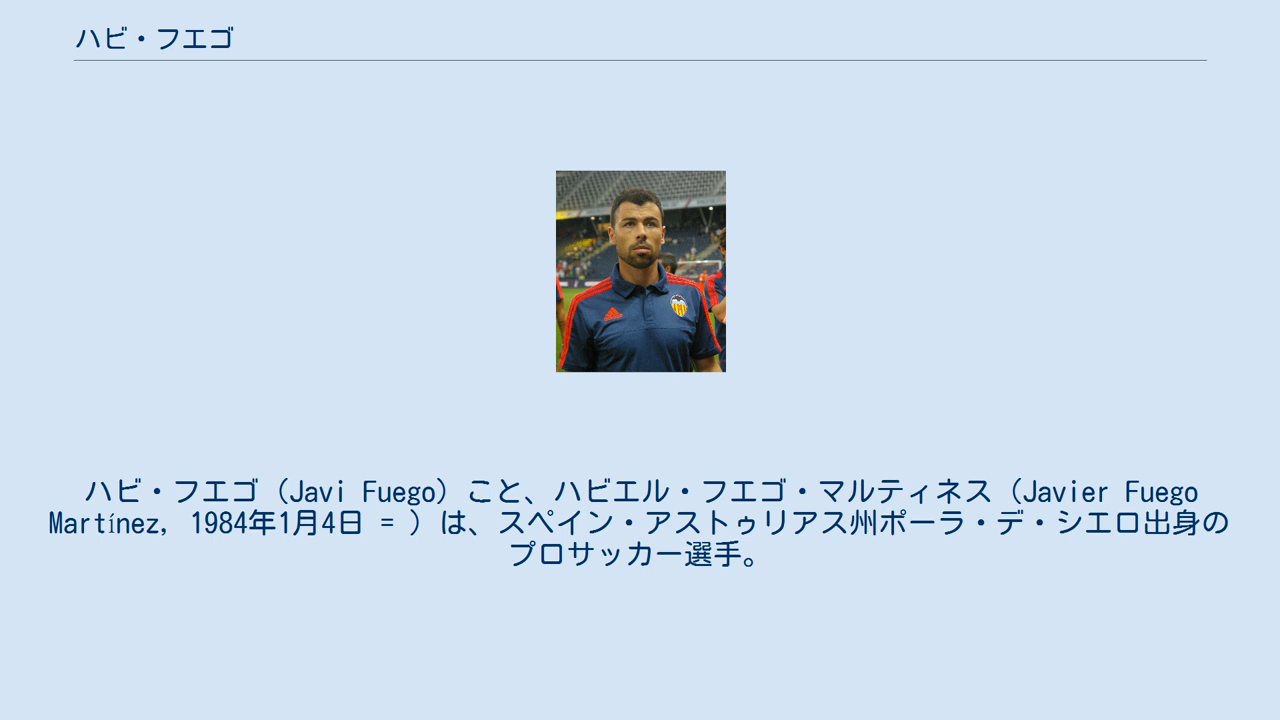 ハビ・フエゴ
ハビ・フエゴ（Javi Fuego）こと、ハビエル・フエゴ・マルティネス（Javier Fuego
Martínez, 1984年1月4日 = ）は、スペイン・アストゥリアス州ポーラ・デ・シエロ出身の
プロサッカー選手。